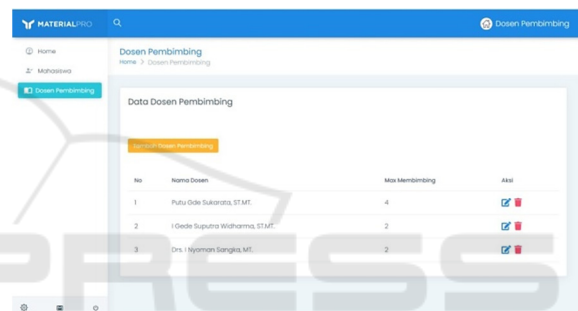 MATERIALPRO
Dosen Pembimbing
Home
Mahasiswa
Dosen Pembimbing
Dosen Pembimbing
Home > Dosen Pembimbing
Data Dosen Pembimbing
Tambah Dosen Pembimbing
No Nama Dosen Max Membimbing Aksi
1 Putu Gde Sukarata, ST.MT. 4
2 I Gede Suputra Widharma, ST.MT. 2
3 Drs. I Nyoman Sangka, MT. 2
PRESS